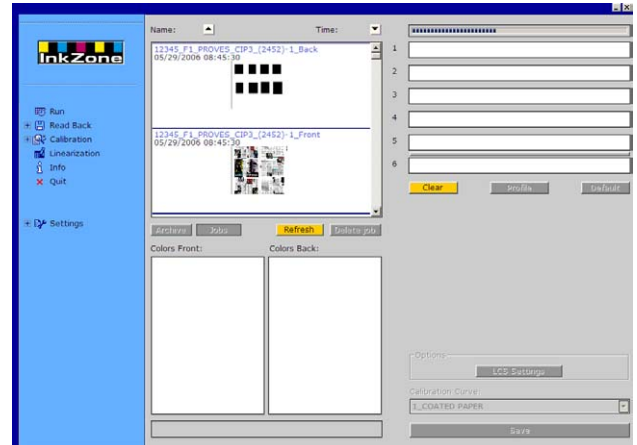 InkZone
Run
Read Back
Calibration
Linearization
Info
Quit
Settings
Name: Time:
12345_F1_PROVES_CIP3_(2452)-1_Back
05/29/2006 08:45:30
12345_F1_PROVES_CIP3_(2452)-1_Front
05/29/2006 08:45:30
Archive Jobs Refresh Delete job
Colors Front: Colors Back:
1
2
3
4
5
6
Clear Profile Default
Options
LCS Settings
Calibration Curve:
1_COATED PAPER
Save